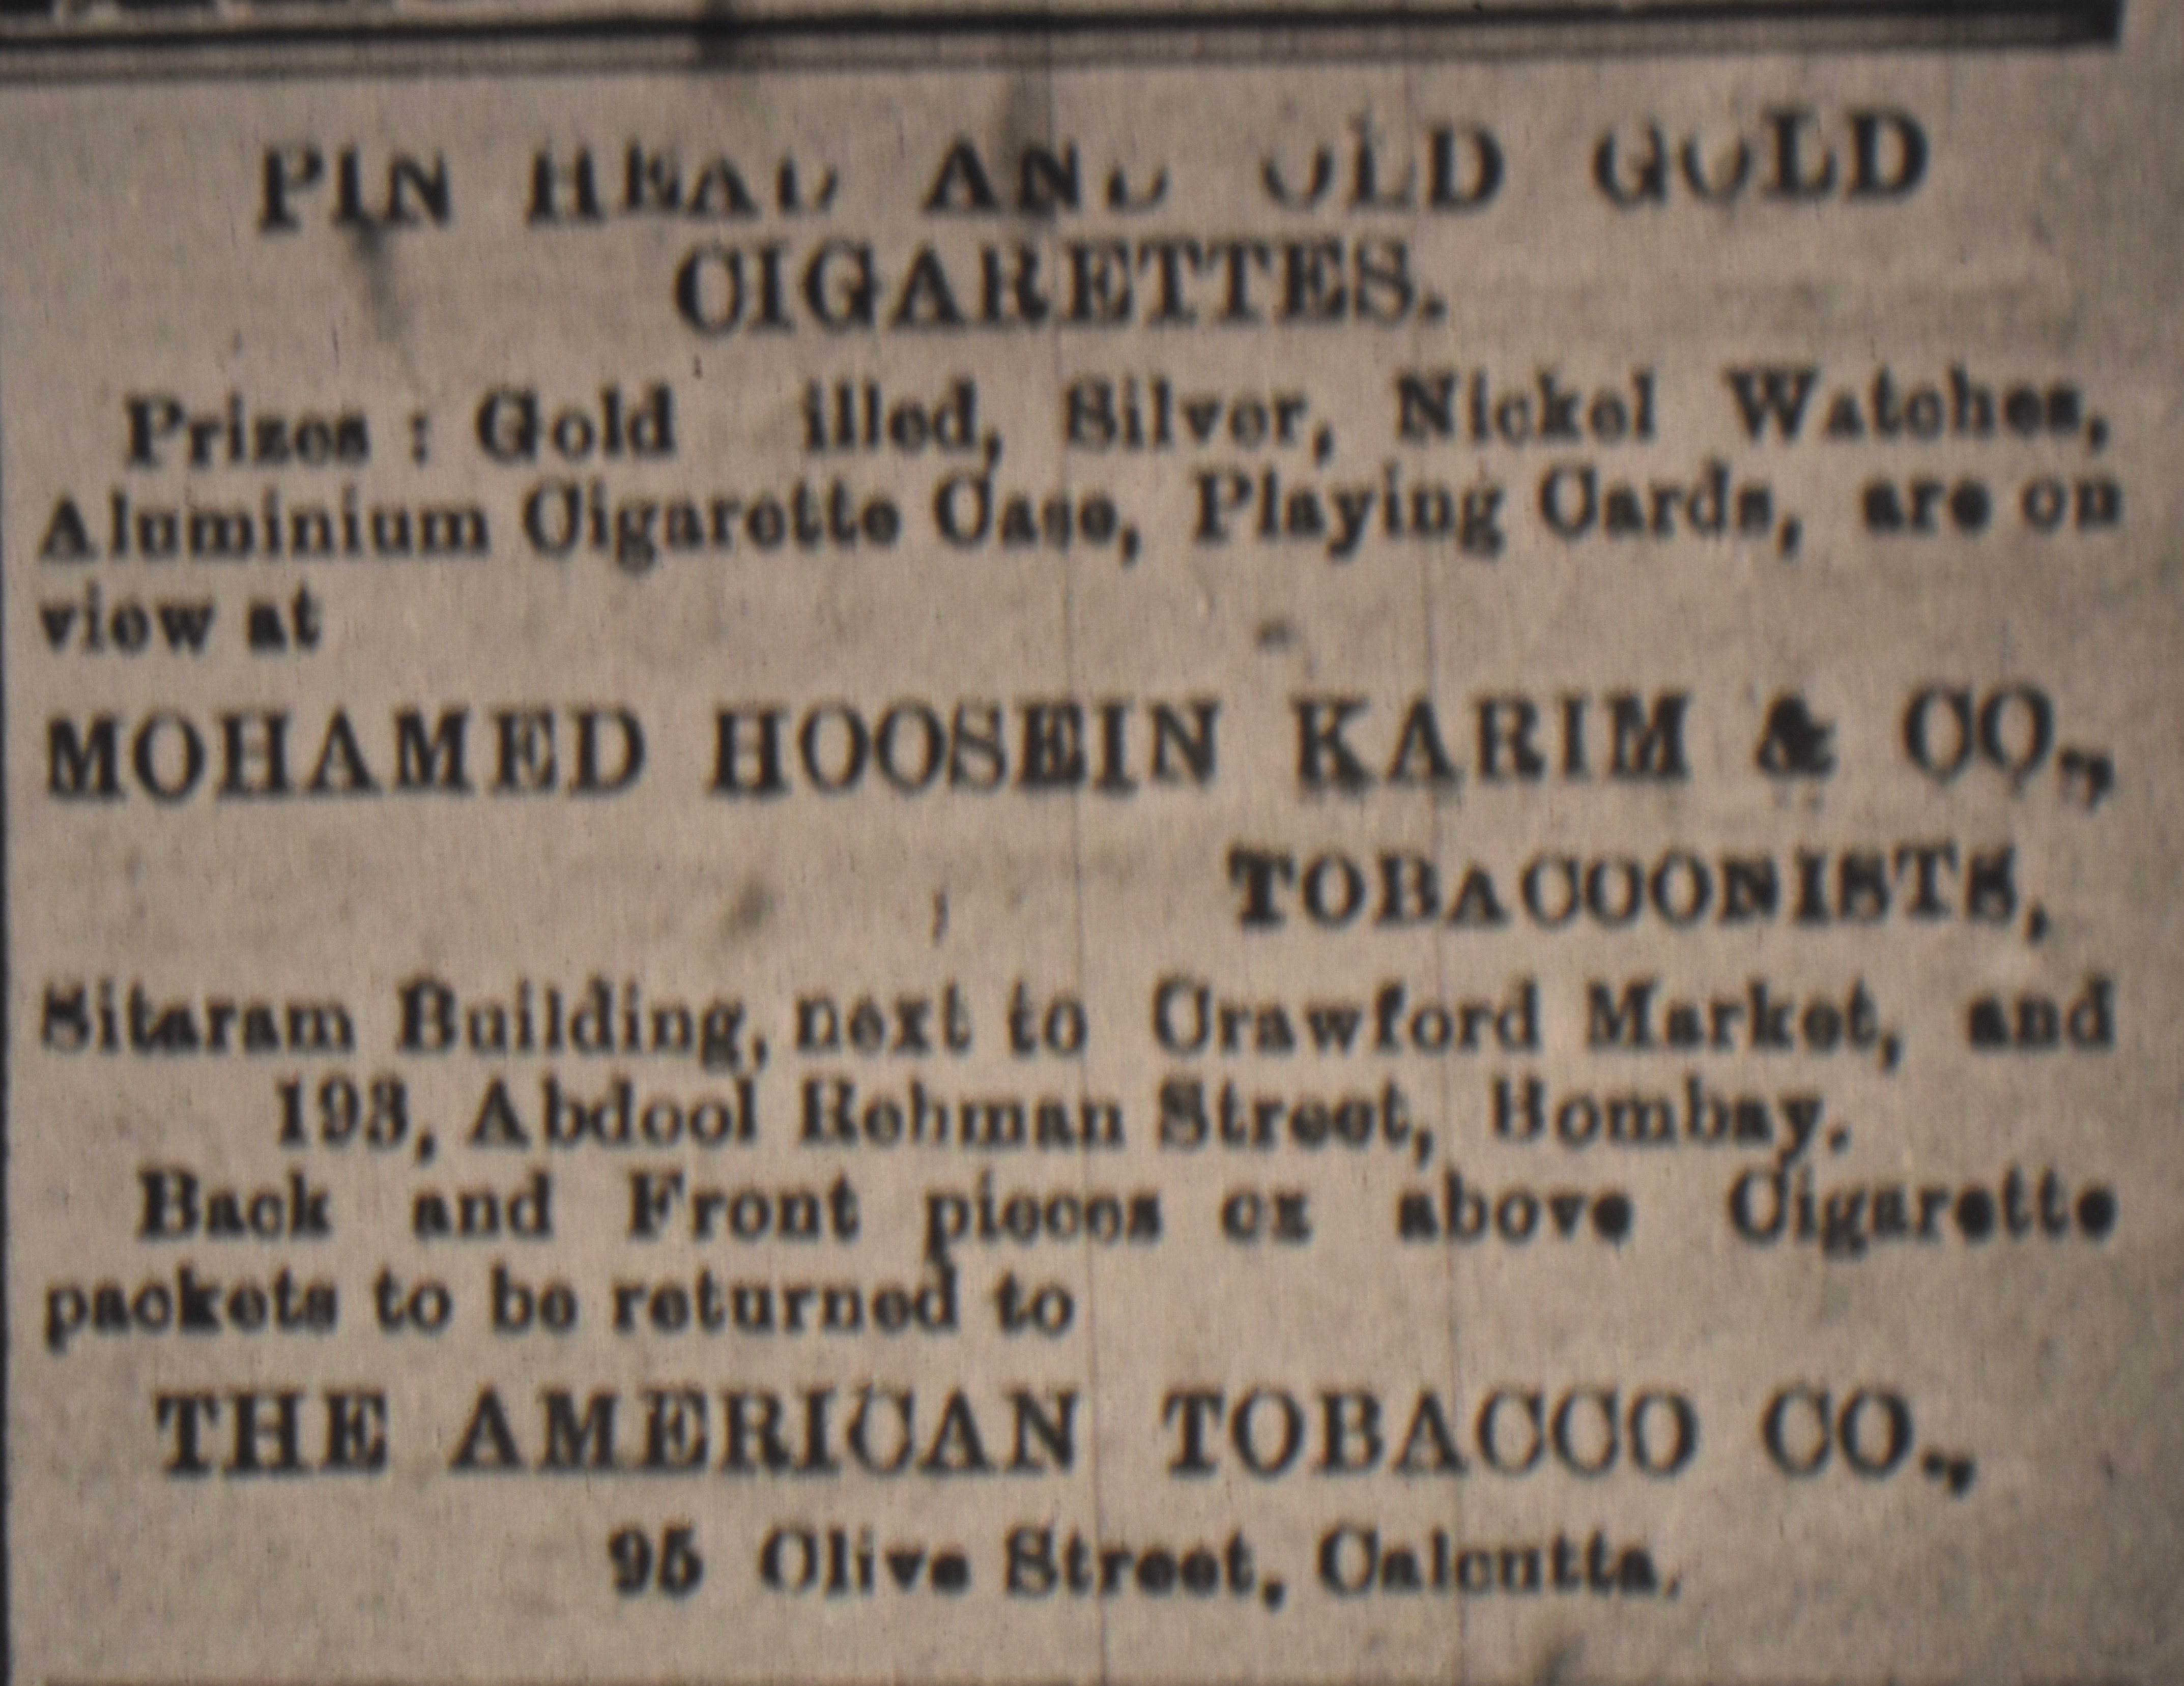 PIN HEAD AND OLD GOLD
CIGARETTES.
Prizes : Gold illed, Silver, Nickel Watches,
Aluminium Cigarette Case, Playing Cards, are on
view at
MOHAMED HOOSEIN KARIM & CO.,
TOBACCONISTS,
Sitaram Building, next to Crawford Market, and
193, Abdool Rehman Street, Bombay.
Back and Front pieces ex above Cigarette
packets to be returned to
THE AMERICAN TOBACCO CO.,
95 Clive Street, Calcutta.